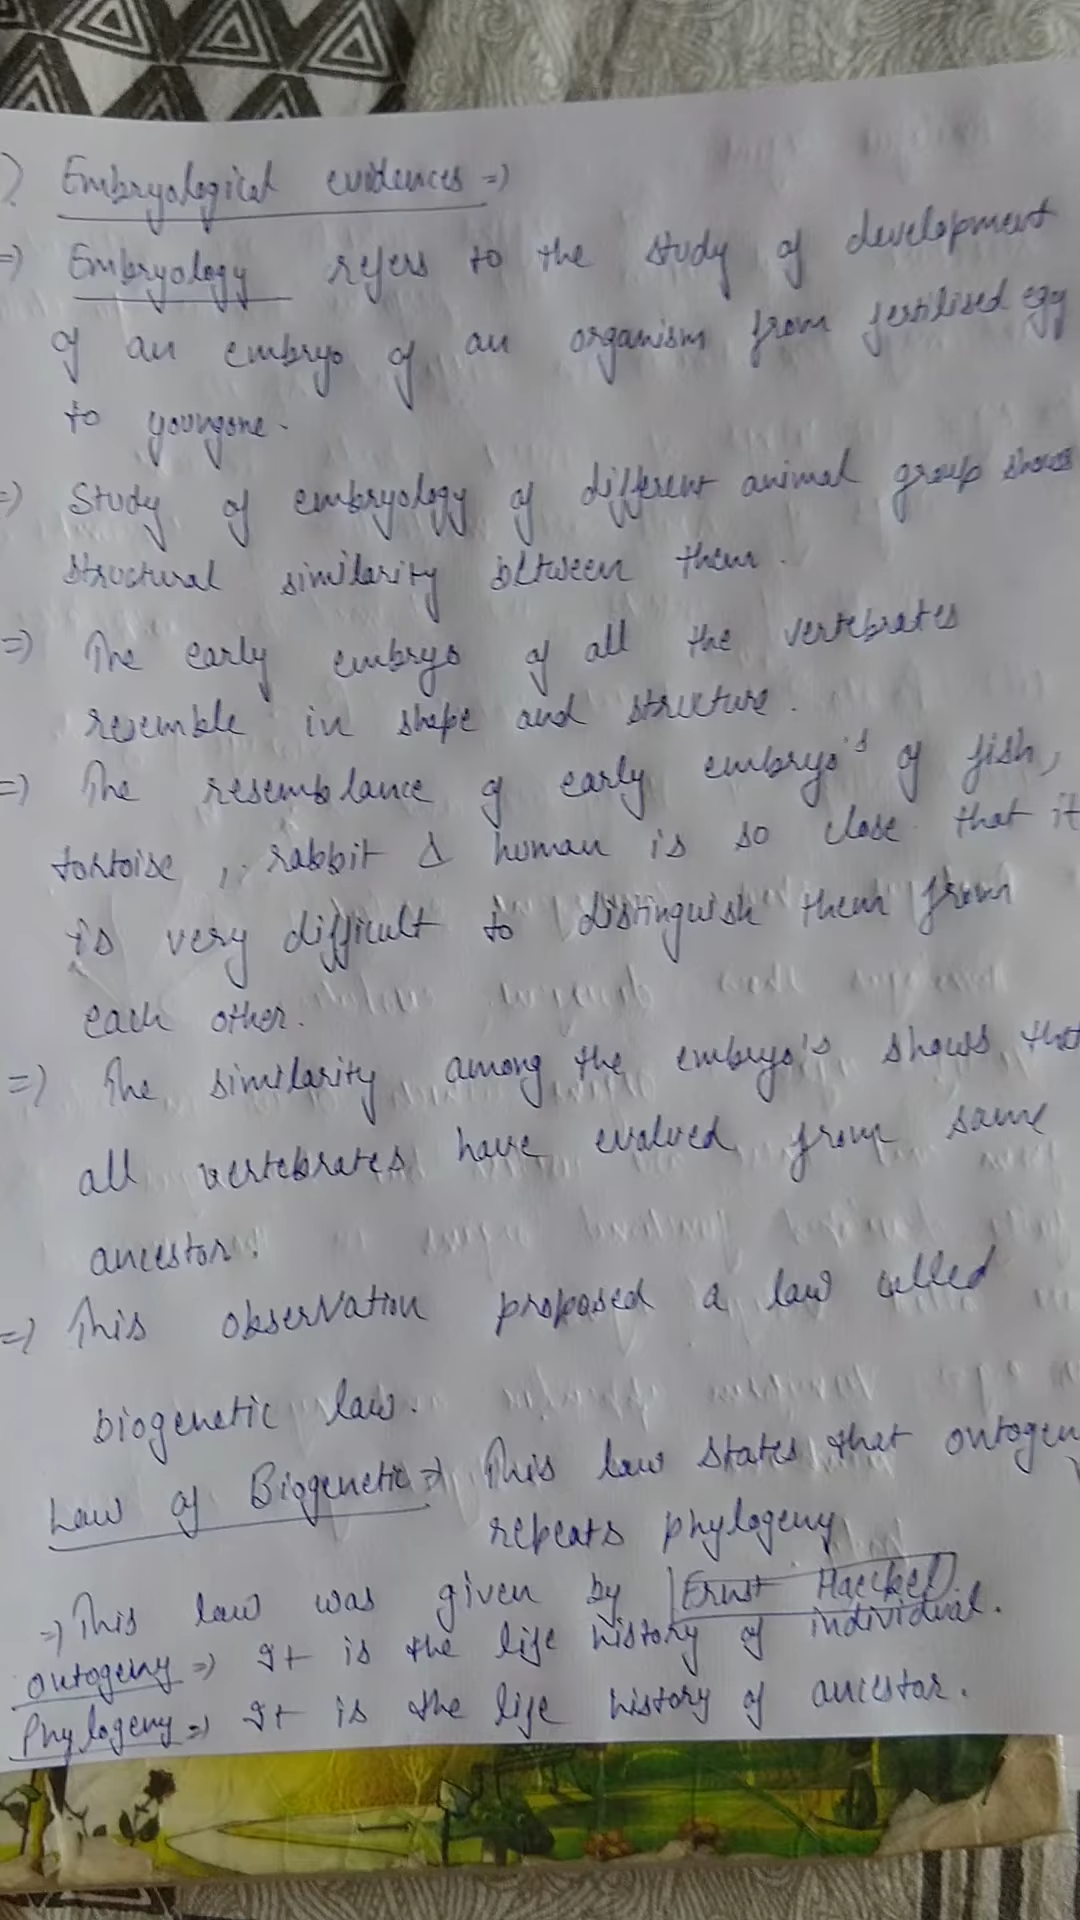 ) Embryological evidences =>
=> Embryology refers to the study of development
of an embryo of an organism from fertilised egg
to youngone.
=> Study of embryology of different animal group shows
structural similarity between them.
=> The early embryo of all the vertebrates
resemble in shape and structure.
=> The resemblance of early embryo's of fish,
tortoise, rabbit & human is so close that it
is very difficult to distinguish them from
each other.
=> The similarity among the embryo's shows that
all vertebrates have evolved from same
ancestor.
=> This observation proposed a law called
biogenetic law.
Law of Biogenetic => This law states that ontogeny
repeats phylogeny
=> This law was given by Ernst Haeckel.
Ontogeny => It is the life history of individual.
Phylogeny => It is the life history of ancestor.